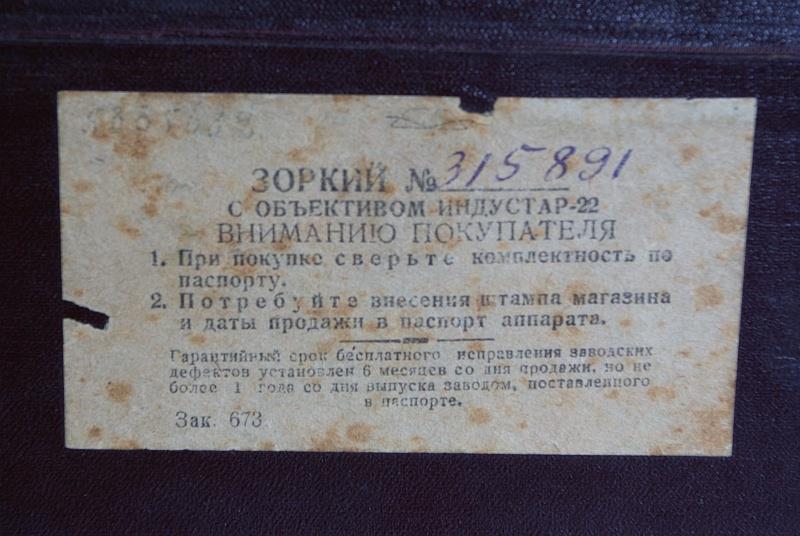 ЗОРКИЙ № 315891
С ОБЪЕКТИВОМ ИНДУСТАР-22
ВНИМАНИЮ ПОКУПАТЕЛЯ
1. При покупке сверьте комплектность по
паспорту.
2. Потребуйте внесения штампа магазина
и даты продажи в паспорт аппарата.
Гарантийный срок бесплатного исправления заводских
дефектов установлен 6 месяцев со дня продажи, но не
более 1 года со дня выпуска заводом, поставленного
в паспорте.
Зак. 673